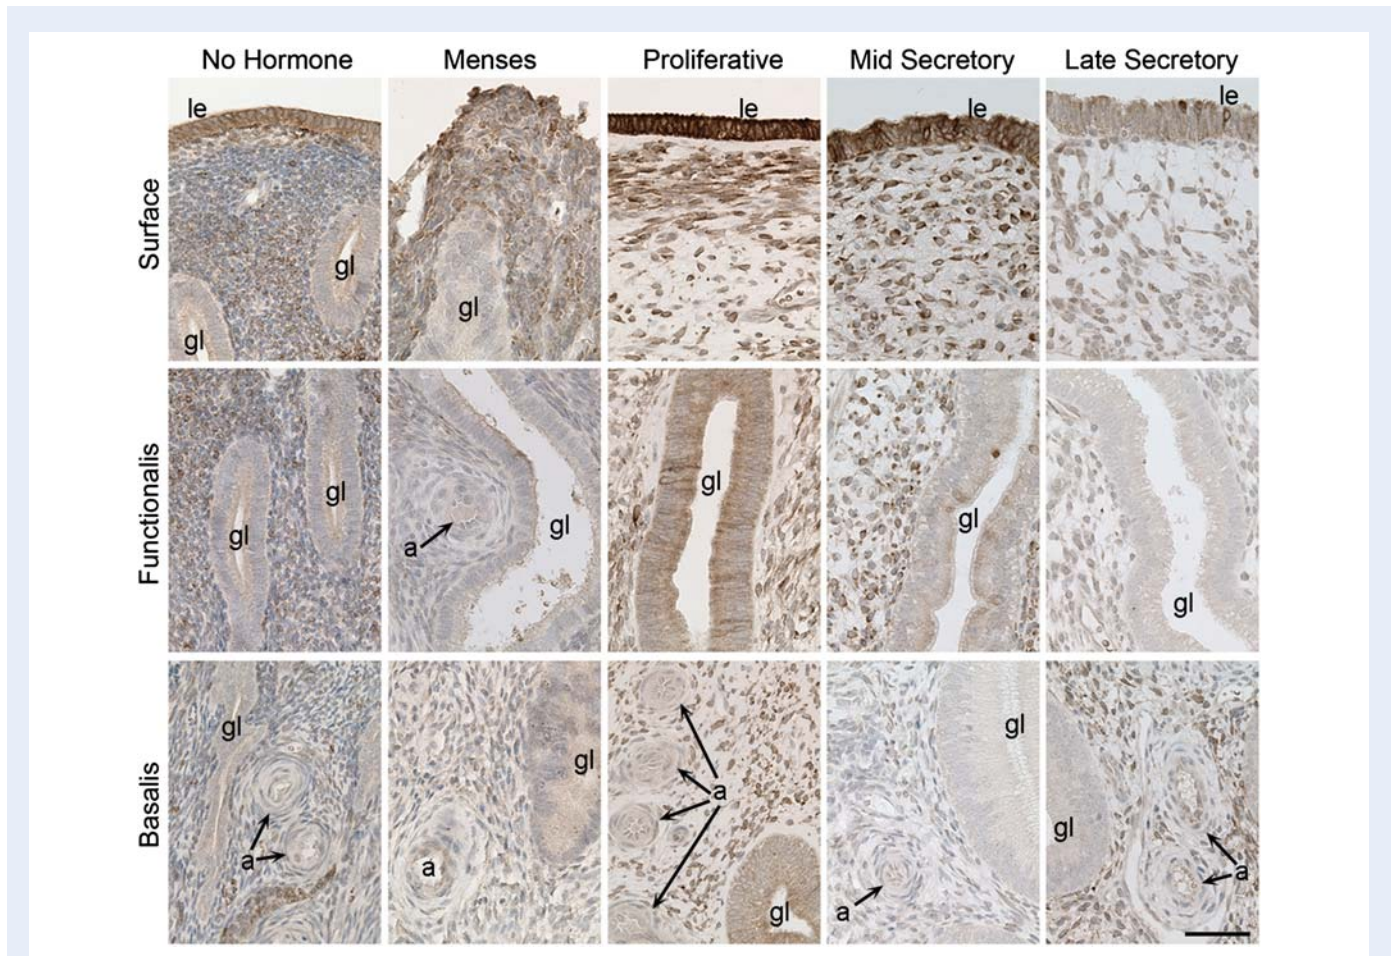 No Hormone Menses Proliferative Mid Secretory Late Secretory
Surface
le
gl
gl
gl
le
le
le
Functionalis
gl
gl
a
gl
gl
gl
gl
Basalis
gl
a
a
gl
a
gl
gl
a
gl
a